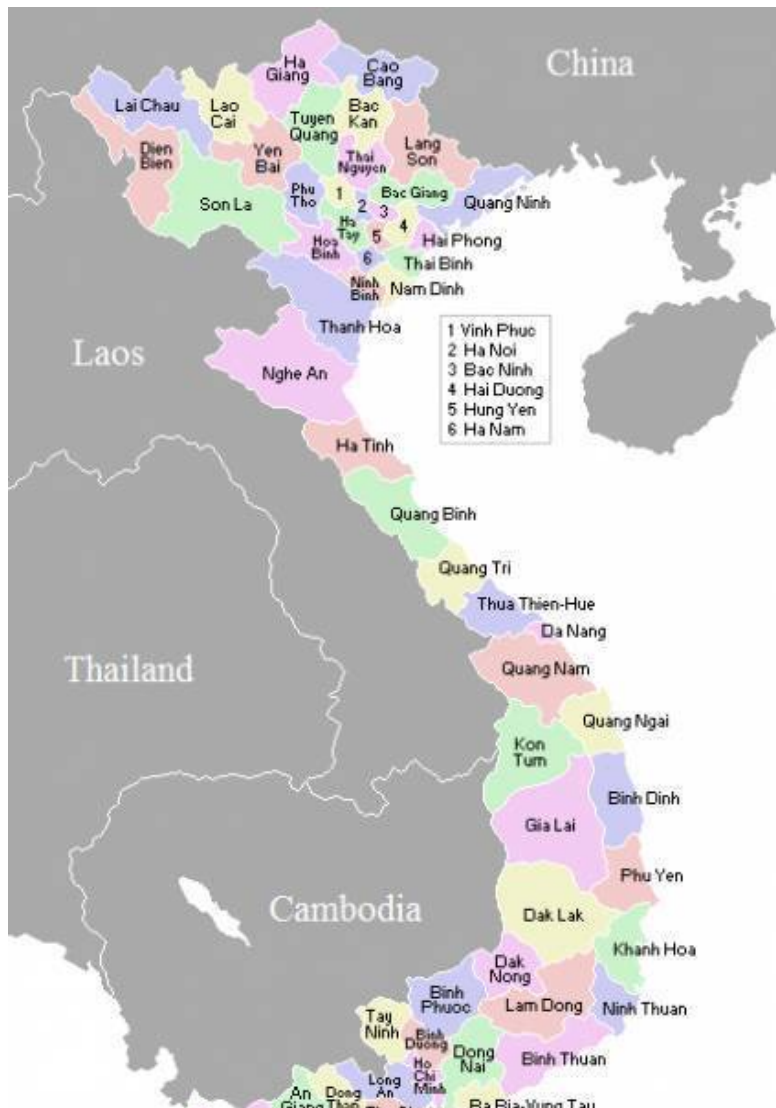 China
Ha
Giang
Cao
Bang
Lai Chau
Lao
Cai
Tuyen
Quang
Bac
Kan
Dien
Bien
Yen
Bai
Thai
Nguyen
Lang
Son
Son La
Phu
Tho
1
2
3
Bac Giang
Quang Ninh
Ha
Tay
4
5
Hoa
Binh
Hai Phong
6
Thai Binh
Ninh
Binh
Nam Dinh
Thanh Hoa
1 Vinh Phuc
2 Ha Noi
3 Bac Ninh
4 Hai Duong
5 Hung Yen
6 Ha Nam
Laos
Nghe An
Ha Tinh
Quang Binh
Quang Tri
Thua Thien-Hue
Da Nang
Thailand
Quang Nam
Quang Ngai
Kon
Tum
Binh Dinh
Gia Lai
Phu Yen
Cambodia
Dak Lak
Khanh Hoa
Dak
Nong
Binh
Phuoc
Lam Dong
Ninh Thuan
Tay
Ninh
Binh
Duong
Dong
Nai
Binh Thuan
Ho
Chi
Minh
Long
An
An
Giang
Dong
Thap
Ba Ria-Vung Tau